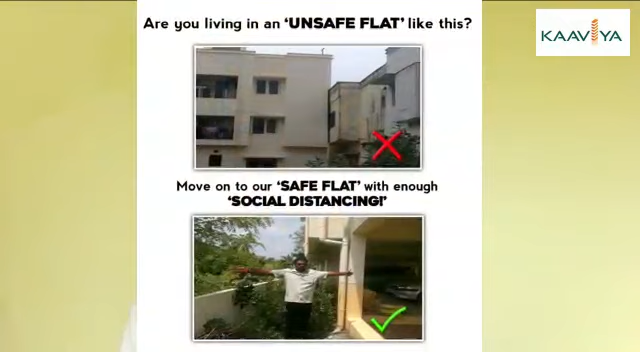 Are you living in an ‘UNSAFE FLAT’ like this?
KAAVIYA
Move on to our ‘SAFE FLAT’ with enough
‘SOCIAL DISTANCING!’